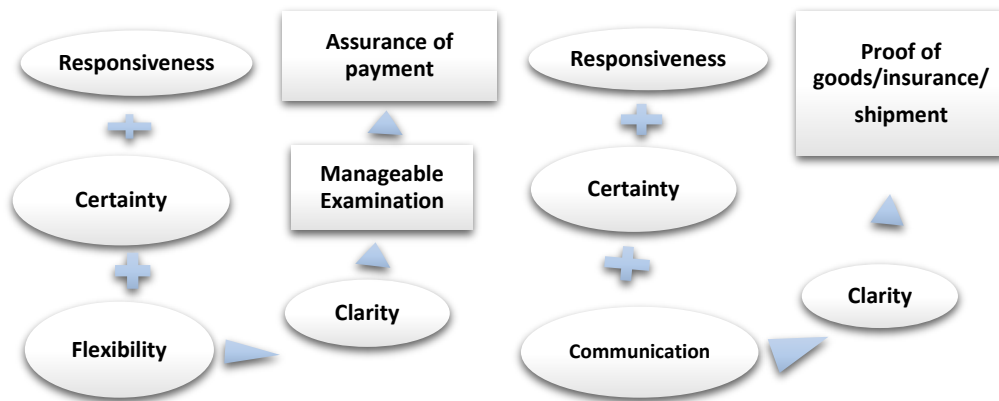 Responsiveness
Certainty
Flexibility
Clarity
Manageable
Examination
Assurance of
payment
Responsiveness
Certainty
Communication
Clarity
Proof of
goods/insurance/
shipment